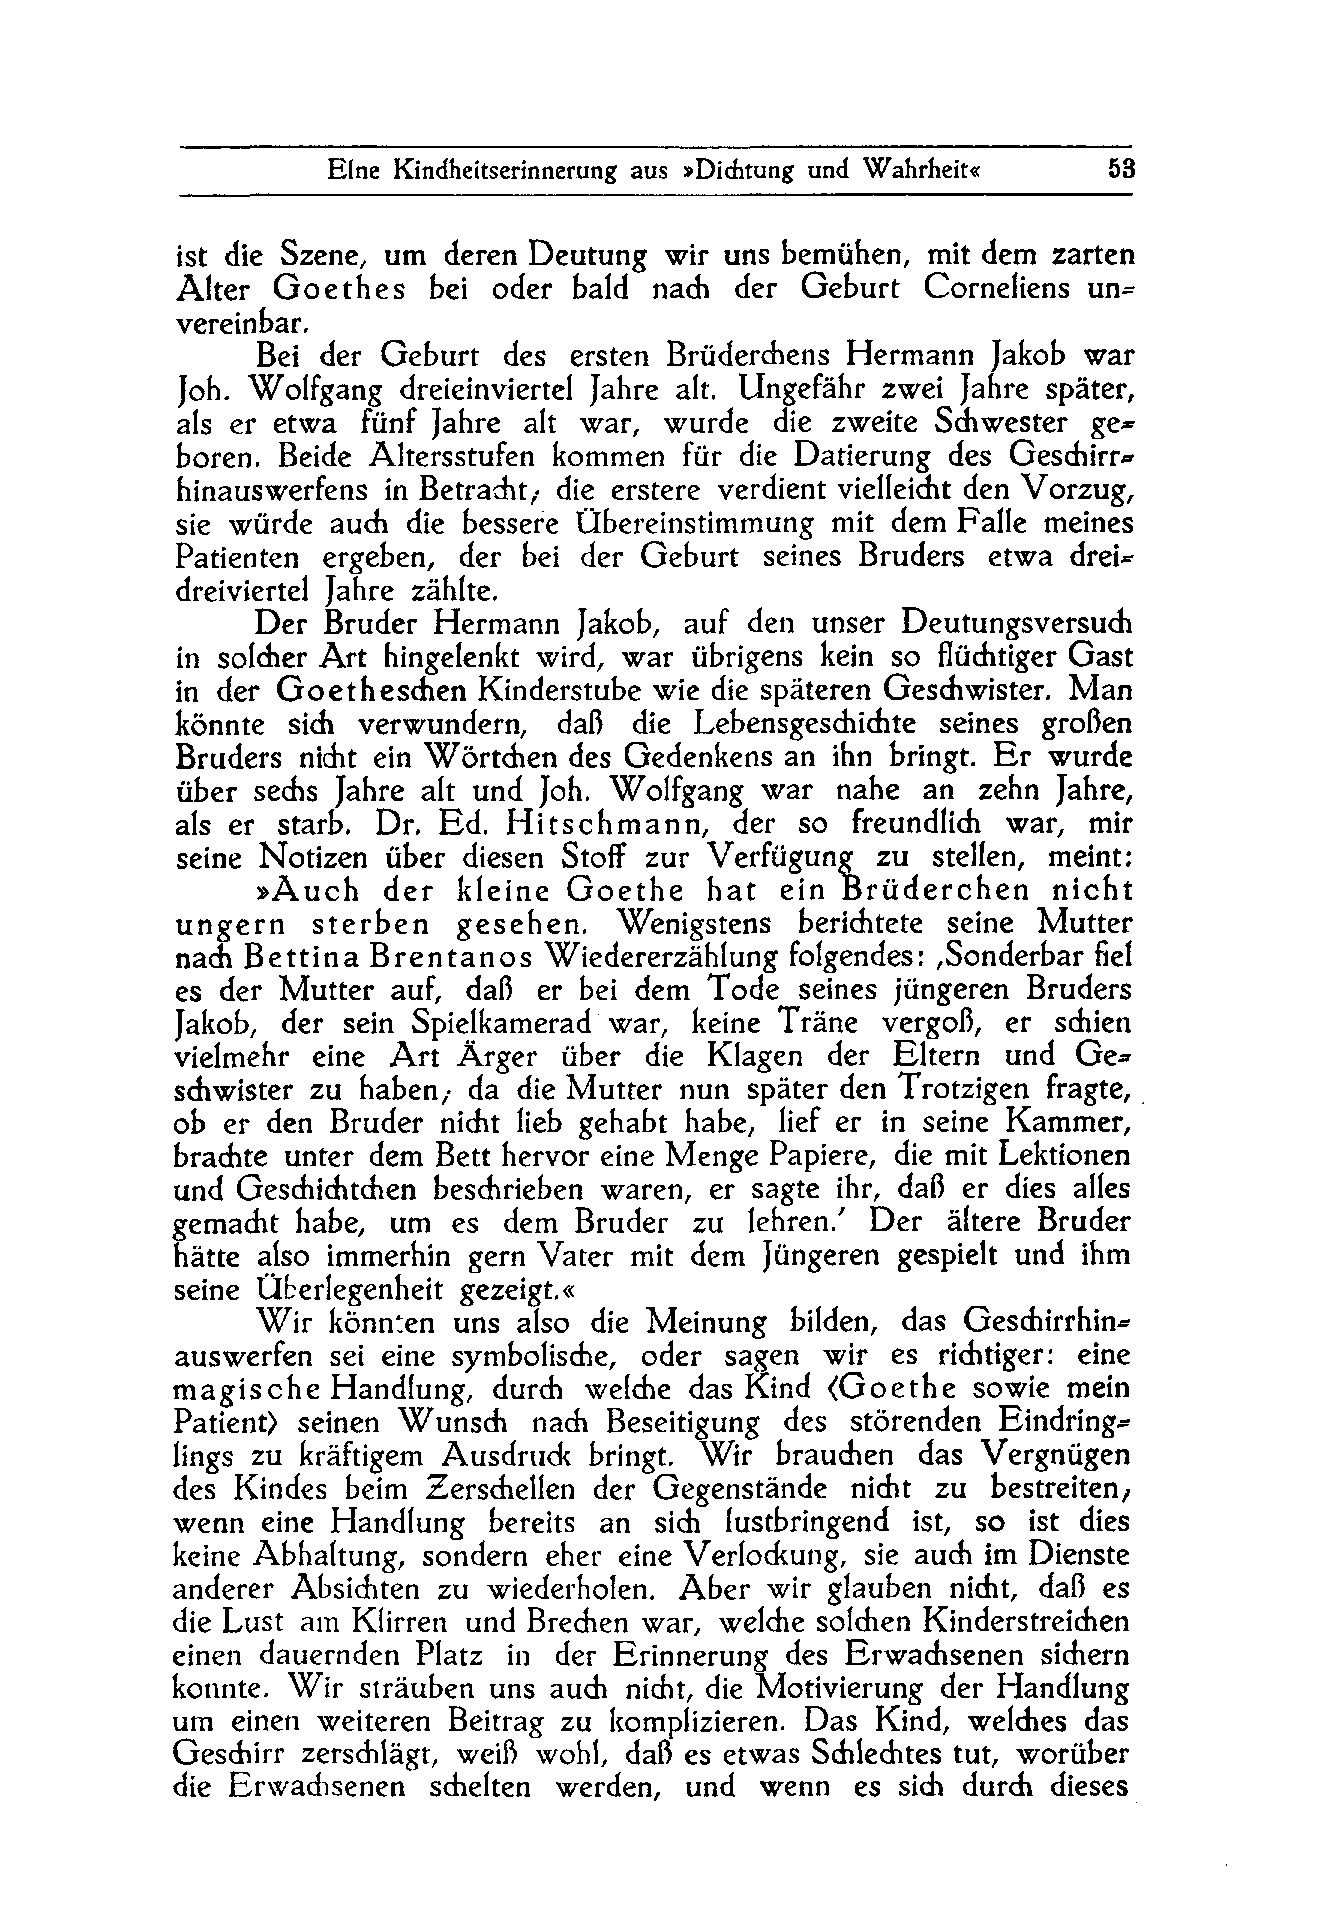 EIne Kindheitserinnerung aus »Dichtung und Wahrheit« 53
ist die Szene, um deren Deutung wir uns bemühen, mit dem zarten
Alter Goethes bei oder bald nach der Geburt Corneliens un-
vereinbar.
Bei der Geburt des ersten Brüderchens Hermann Jakob war
Joh. Wolfgang dreieinviertel Jahre alt. Ungefähr zwei Jahre später,
als er etwa fünf Jahre alt war, wurde die zweite Schwester ge-
boren. Beide Altersstufen kommen für die Datierung des Geschirr-
hinauswerfens in Betracht; die erstere verdient vielleicht den Vorzug,
sie würde auch die bessere Übereinstimmung mit dem Falle meines
Patienten ergeben, der bei der Geburt seines Bruders etwa drei-
dreiviertel Jahre zählte.
Der Bruder Hermann Jakob, auf den unser Deutungsversuch
in solcher Art hingelenkt wird, war übrigens kein so flüchtiger Gast
in der Goetheschen Kinderstube wie die späteren Geschwister. Man
könnte sich verwundern, daß die Lebensgeschichte seines großen
Bruders nicht ein Wörtchen des Gedenkens an ihn bringt. Er wurde
über sechs Jahre alt und Joh. Wolfgang war nahe an zehn Jahre,
als er starb. Dr. Ed. Hitschmann, der so freundlich war, mir
seine Notizen über diesen Stoff zur Verfügung zu stellen, meint:
»Auch der kleine Goethe hat ein Brüderchen nicht
ungern sterben gesehen. Wenigstens berichtete seine Mutter
nach Bettina Brentanos Wiedererzählung folgendes: ‚Sonderbar fiel
es der Mutter auf, daß er bei dem Tode seines jüngeren Bruders
Jakob, der sein Spielkamerad war, keine Träne vergoß, er schien
vielmehr eine Art Ärger über die Klagen der Eltern und Ge-
schwister zu haben; da die Mutter nun später den Trotzigen fragte,
ob er den Bruder nicht lieb gehabt habe, lief er in seine Kammer,
brachte unter dem Bett hervor eine Menge Papiere, die mit Lektionen
und Geschichtchen beschrieben waren, er sagte ihr, daß er dies alles
gemacht habe, um es dem Bruder zu lehren.’ Der ältere Bruder
hätte also immerhin gern Vater mit dem Jüngeren gespielt und ihm
seine Überlegenheit gezeigt.«
Wir könnten uns also die Meinung bilden, das Geschirrhin-
auswerfen sei eine symbolische, oder sagen wir es richtiger: eine
magische Handlung, durch welche das Kind (Goethe sowie mein
Patient) seinen Wunsch nach Beseitigung des störenden Eindring-
lings zu kräftigem Ausdruck bringt. Wir brauchen das Vergnügen
des Kindes beim Zerschellen der Gegenstände nicht zu bestreiten;
wenn eine Handlung bereits an sich lustbringend ist, so ist dies
keine Abhaltung, sondern eher eine Verlockung, sie auch im Dienste
anderer Absichten zu wiederholen. Aber wir glauben nicht, daß es
die Lust am Klirren und Brechen war, welche solchen Kinderstreichen
einen dauernden Platz in der Erinnerung des Erwachsenen sichern
konnte. Wir sträuben uns auch nicht, die Motivierung der Handlung
um einen weiteren Beitrag zu komplizieren. Das Kind, welches das
Geschirr zerschlägt, weiß wohl, daß es etwas Schlechtes tut, worüber
die Erwachsenen schelten werden, und wenn es sich durch dieses